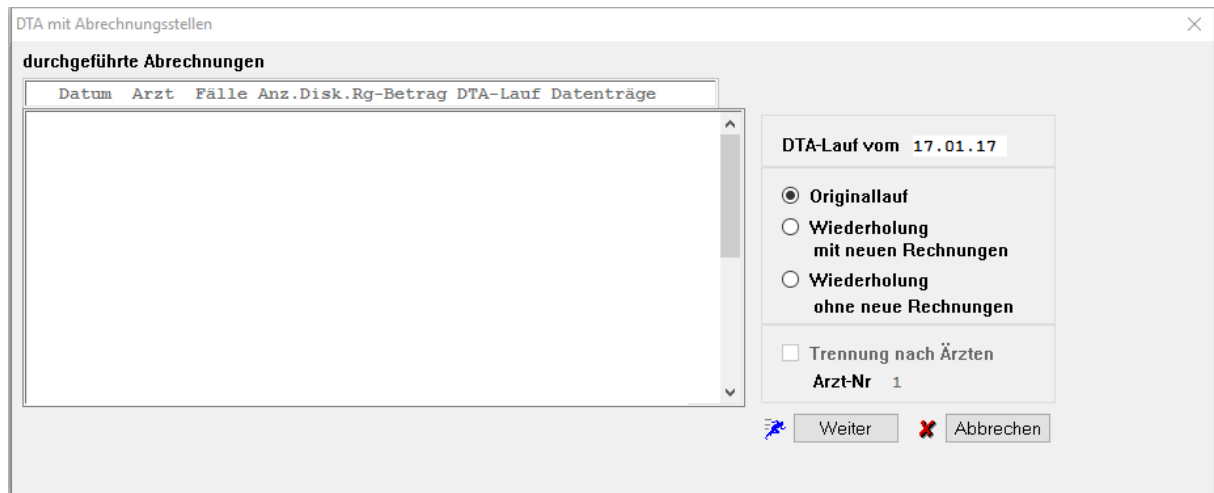 DTA mit Abrechnungsstellen
durchgeführte Abrechnungen
Datum Arzt Fälle Anz.Disk.Rg-Betrag DTA-Lauf Datenträge
DTA-Lauf vom 17.01.17
Originallauf
Wiederholung
mit neuen Rechnungen
Wiederholung
ohne neue Rechnungen
Trennung nach Ärzten
Arzt-Nr 1
Weiter Abbrechen